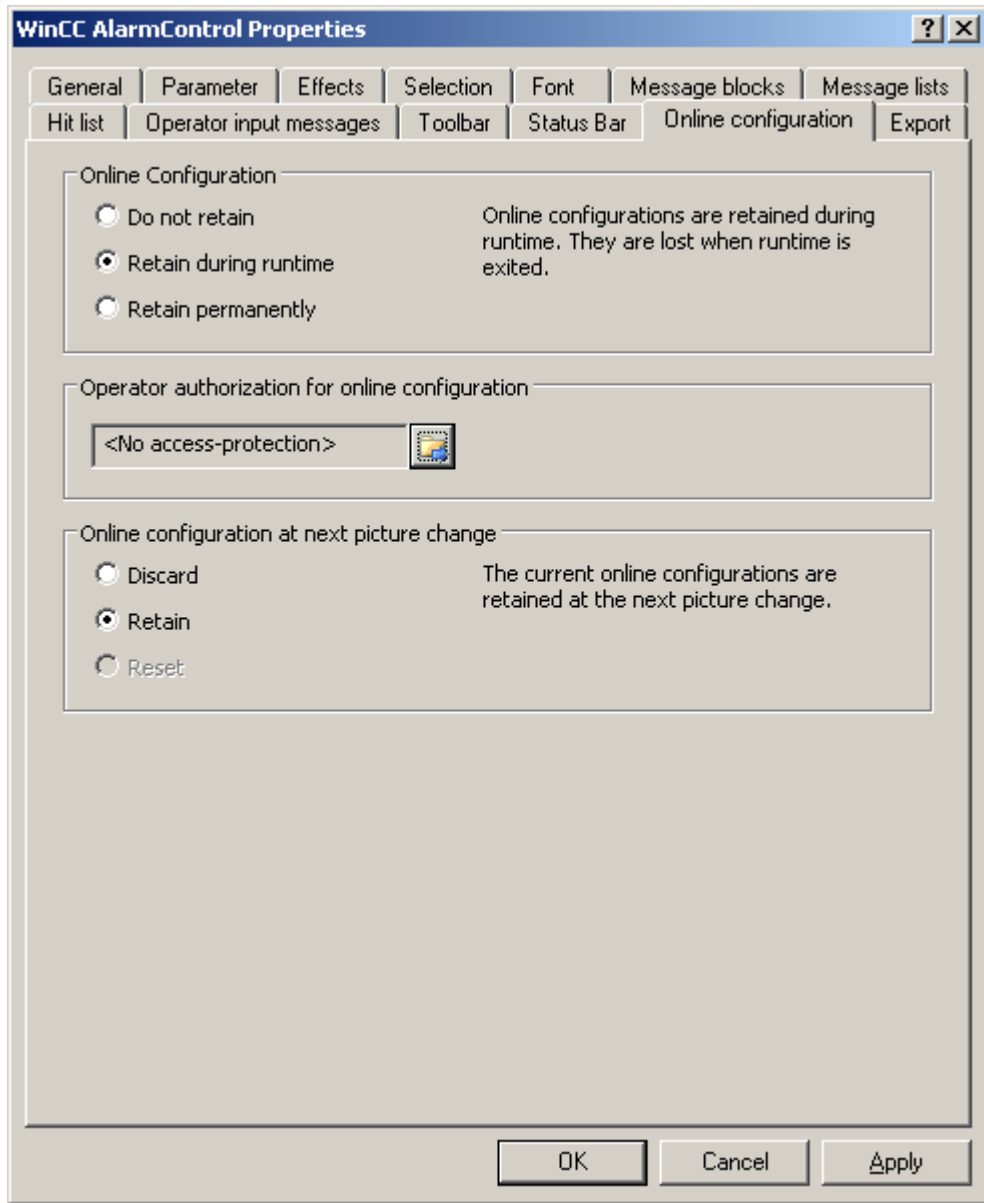 WinCC AlarmControl Properties
General Parameter Effects Selection Font Message blocks Message lists
Hit list Operator input messages Toolbar Status Bar Online configuration Export
Online Configuration
Do not retain
Retain during runtime
Retain permanently
Online configurations are retained during
runtime. They are lost when runtime is
exited.
Operator authorization for online configuration
<No access-protection>
Online configuration at next picture change
Discard
Retain
Reset
The current online configurations are
retained at the next picture change.
OK Cancel Apply